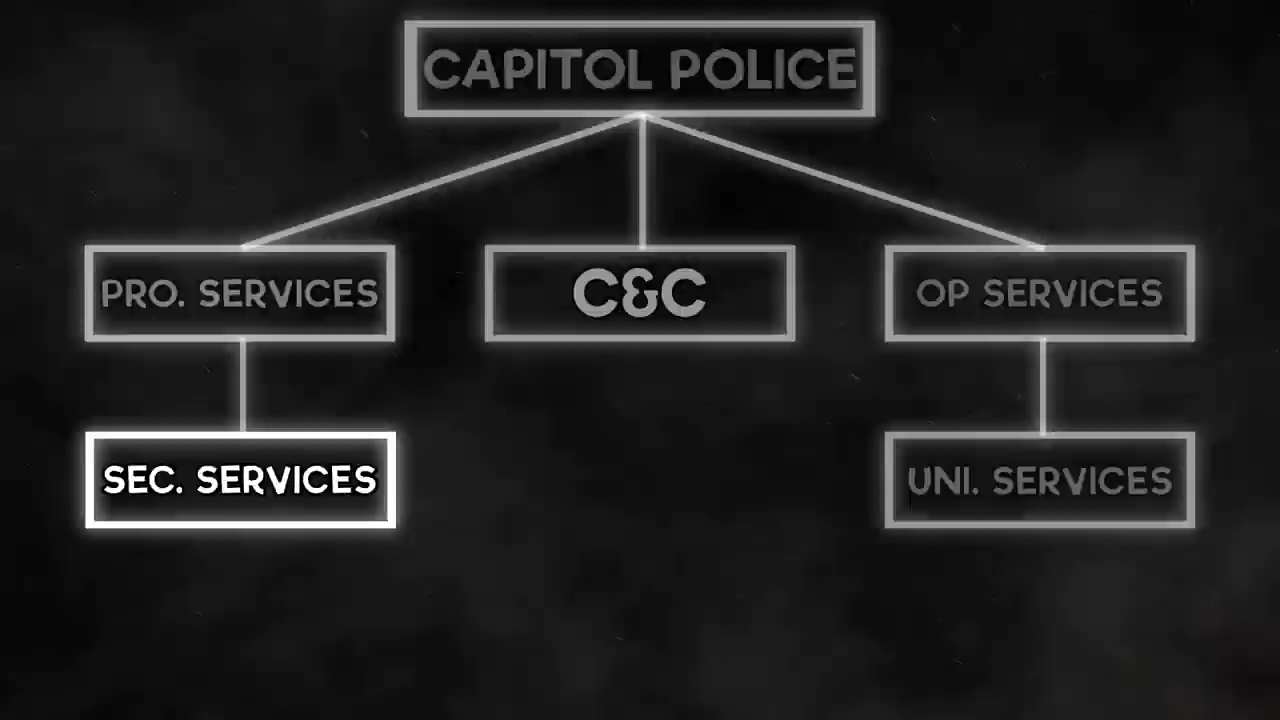 CAPITOL POLICE
PRO. SERVICES
C&C
OP SERVICES
SEC. SERVICES
UNI. SERVICES